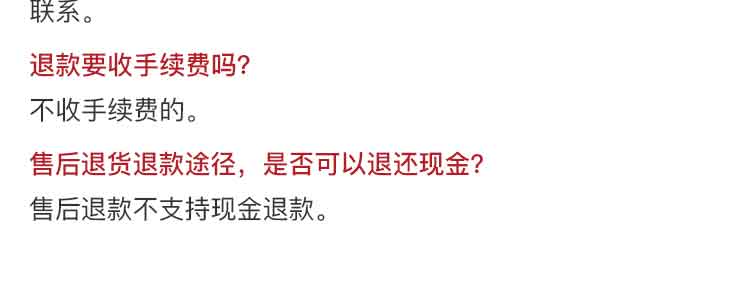 联系。
退款要收手续费吗?
不收手续费的。
售后退货退款途径，是否可以退还现金?
售后退款不支持现金退款。